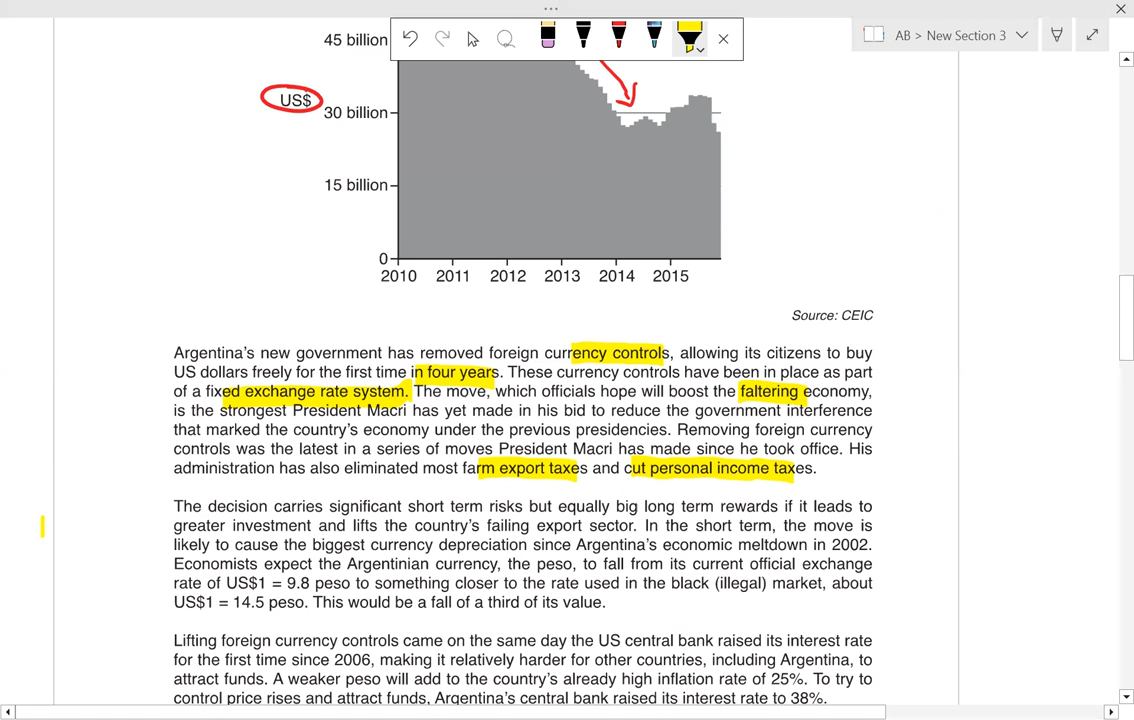 AB > New Section 3
45 billion
US$
30 billion
15 billion
0
2010 2011 2012 2013 2014 2015
Source: CEIC
Argentina's new government has removed foreign currency controls, allowing its citizens to buy
US dollars freely for the first time in four years. These currency controls have been in place as part
of a fixed exchange rate system. The move, which officials hope will boost the faltering economy,
is the strongest President Macri has yet made in his bid to reduce the government interference
that marked the country's economy under the previous presidencies. Removing foreign currency
controls was the latest in a series of moves President Macri has made since he took office. His
administration has also eliminated most farm export taxes and cut personal income taxes.
The decision carries significant short term risks but equally big long term rewards if it leads to
greater investment and lifts the country's failing export sector. In the short term, the move is
likely to cause the biggest currency depreciation since Argentina's economic meltdown in 2002.
Economists expect the Argentinian currency, the peso, to fall from its current official exchange
rate of US$1 = 9.8 peso to something closer to the rate used in the black (illegal) market, about
US$1 = 14.5 peso. This would be a fall of a third of its value.
Lifting foreign currency controls came on the same day the US central bank raised its interest rate
for the first time since 2006, making it relatively harder for other countries, including Argentina, to
attract funds. A weaker peso will add to the country's already high inflation rate of 25%. To try to
control price rises and attract funds, Argentina's central bank raised its interest rate to 38%.